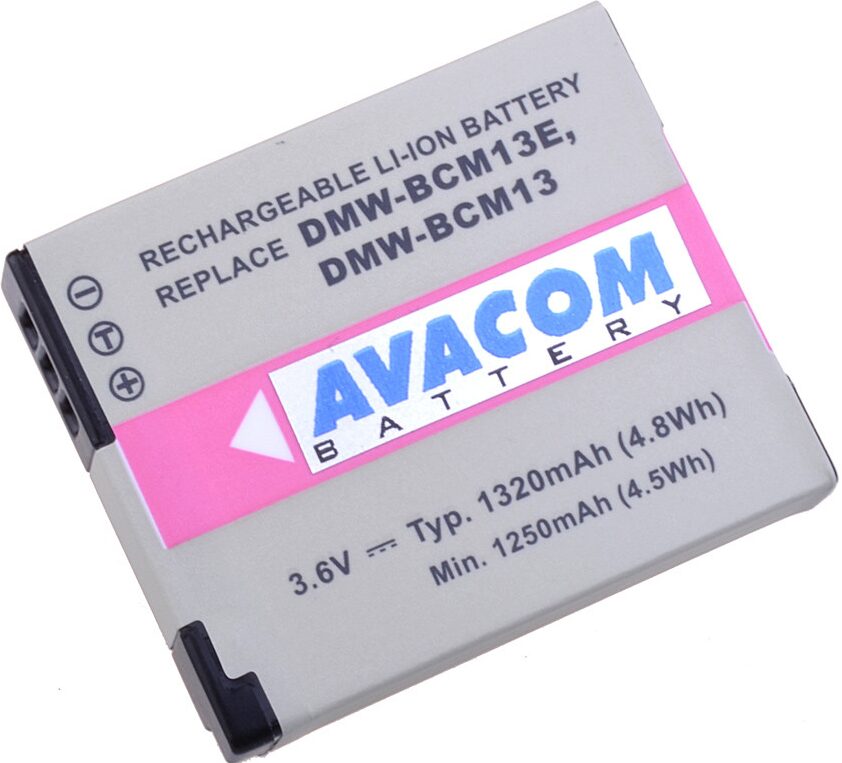 RECHARGEABLE LI-ION BATTERY
REPLACE DMW-BCM13E,
DMW-BCM13
T
AVACOM
BATTERY
3.6V ⎓ Typ. 1320mAh (4.8Wh)
Min. 1250mAh (4.5Wh)